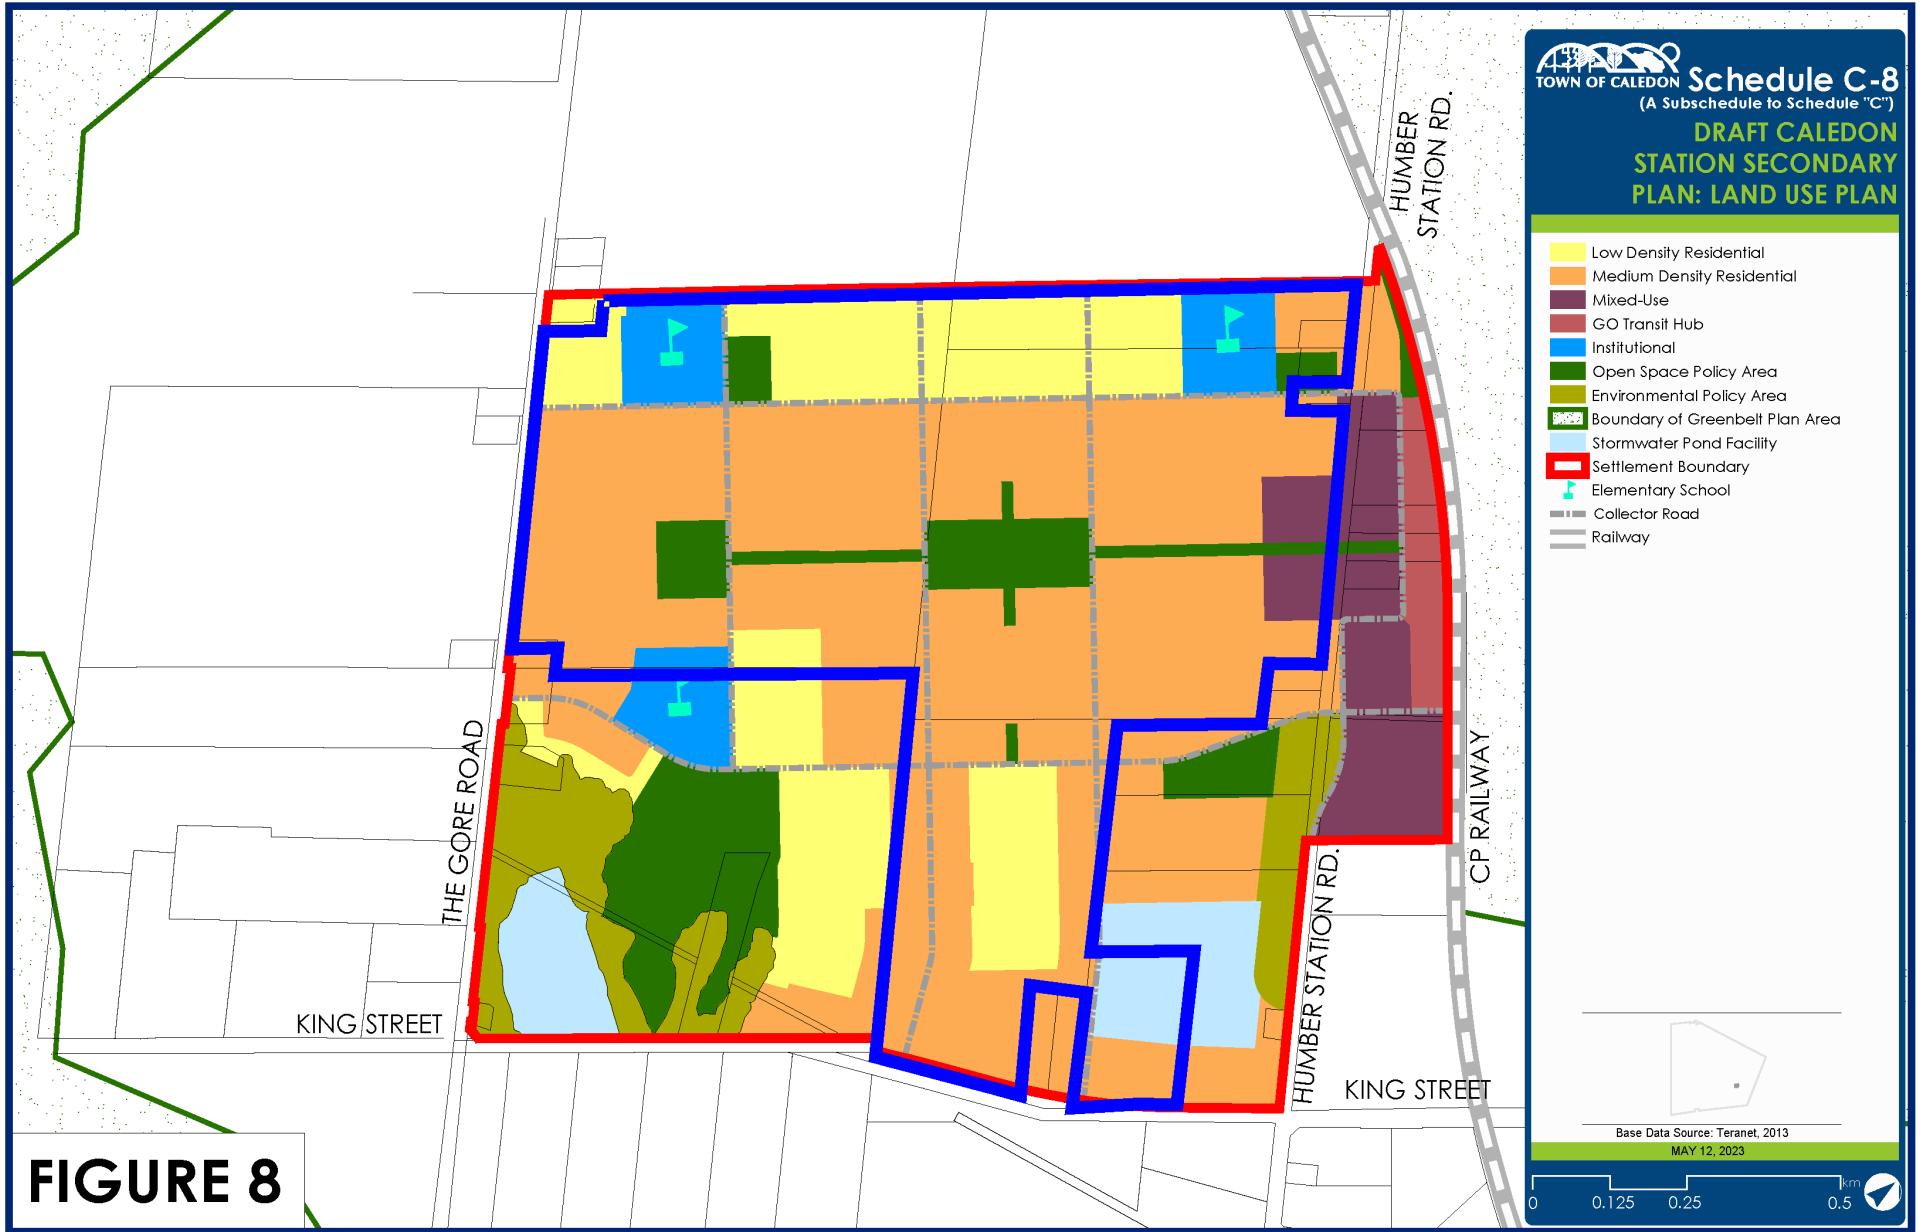 HUMBER
STATION RD.
THE GORE ROAD
CP RAILWAY
HUMBER STATION RD.
KING STREET
KING STREET
FIGURE 8
TOWN OF CALEDON
Schedule C-8
(A Subschedule to Schedule "C")
DRAFT CALEDON
STATION SECONDARY
PLAN: LAND USE PLAN
Low Density Residential
Medium Density Residential
Mixed-Use
GO Transit Hub
Institutional
Open Space Policy Area
Environmental Policy Area
Boundary of Greenbelt Plan Area
Stormwater Pond Facility
Settlement Boundary
Elementary School
Collector Road
Railway
Base Data Source: Teranet, 2013
MAY 12, 2023
km
0 0.125 0.25 0.5